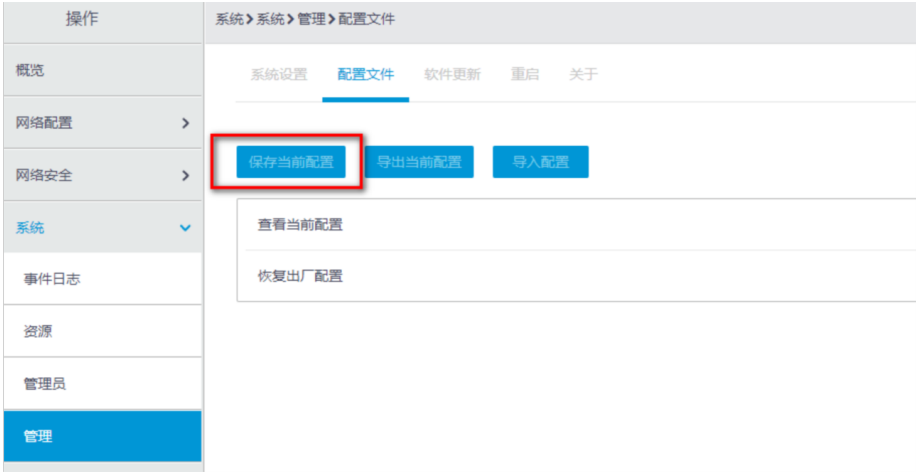 操作
系统>系统>管理>配置文件
概览
网络配置
网络安全
系统
事件日志
资源
管理员
管理
系统设置 配置文件 软件更新 重启 关于
保存当前配置 导出当前配置 导入配置
查看当前配置
恢复出厂配置